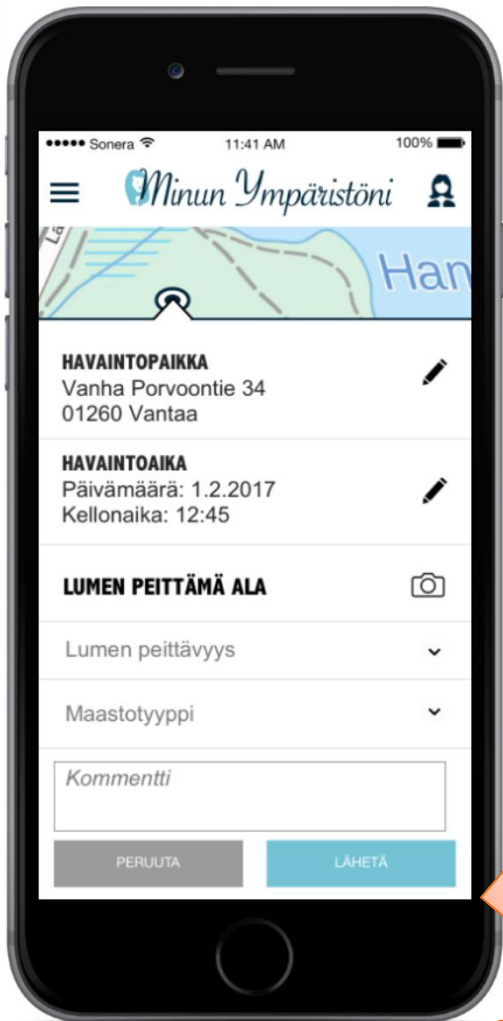 Sonera
11:41 AM
100%
Minun Ympäristöni
Han
HAVAINTOPAIKKA
Vanha Porvoontie 34
01260 Vantaa
HAVAINTOAIKA
Päivämäärä: 1.2.2017
Kellonaika: 12:45
LUMEN PEITTÄMÄ ALA
Lumen peittävyys
Maastotyyppi
Kommentti
PERUUTA
LÄHETÄ